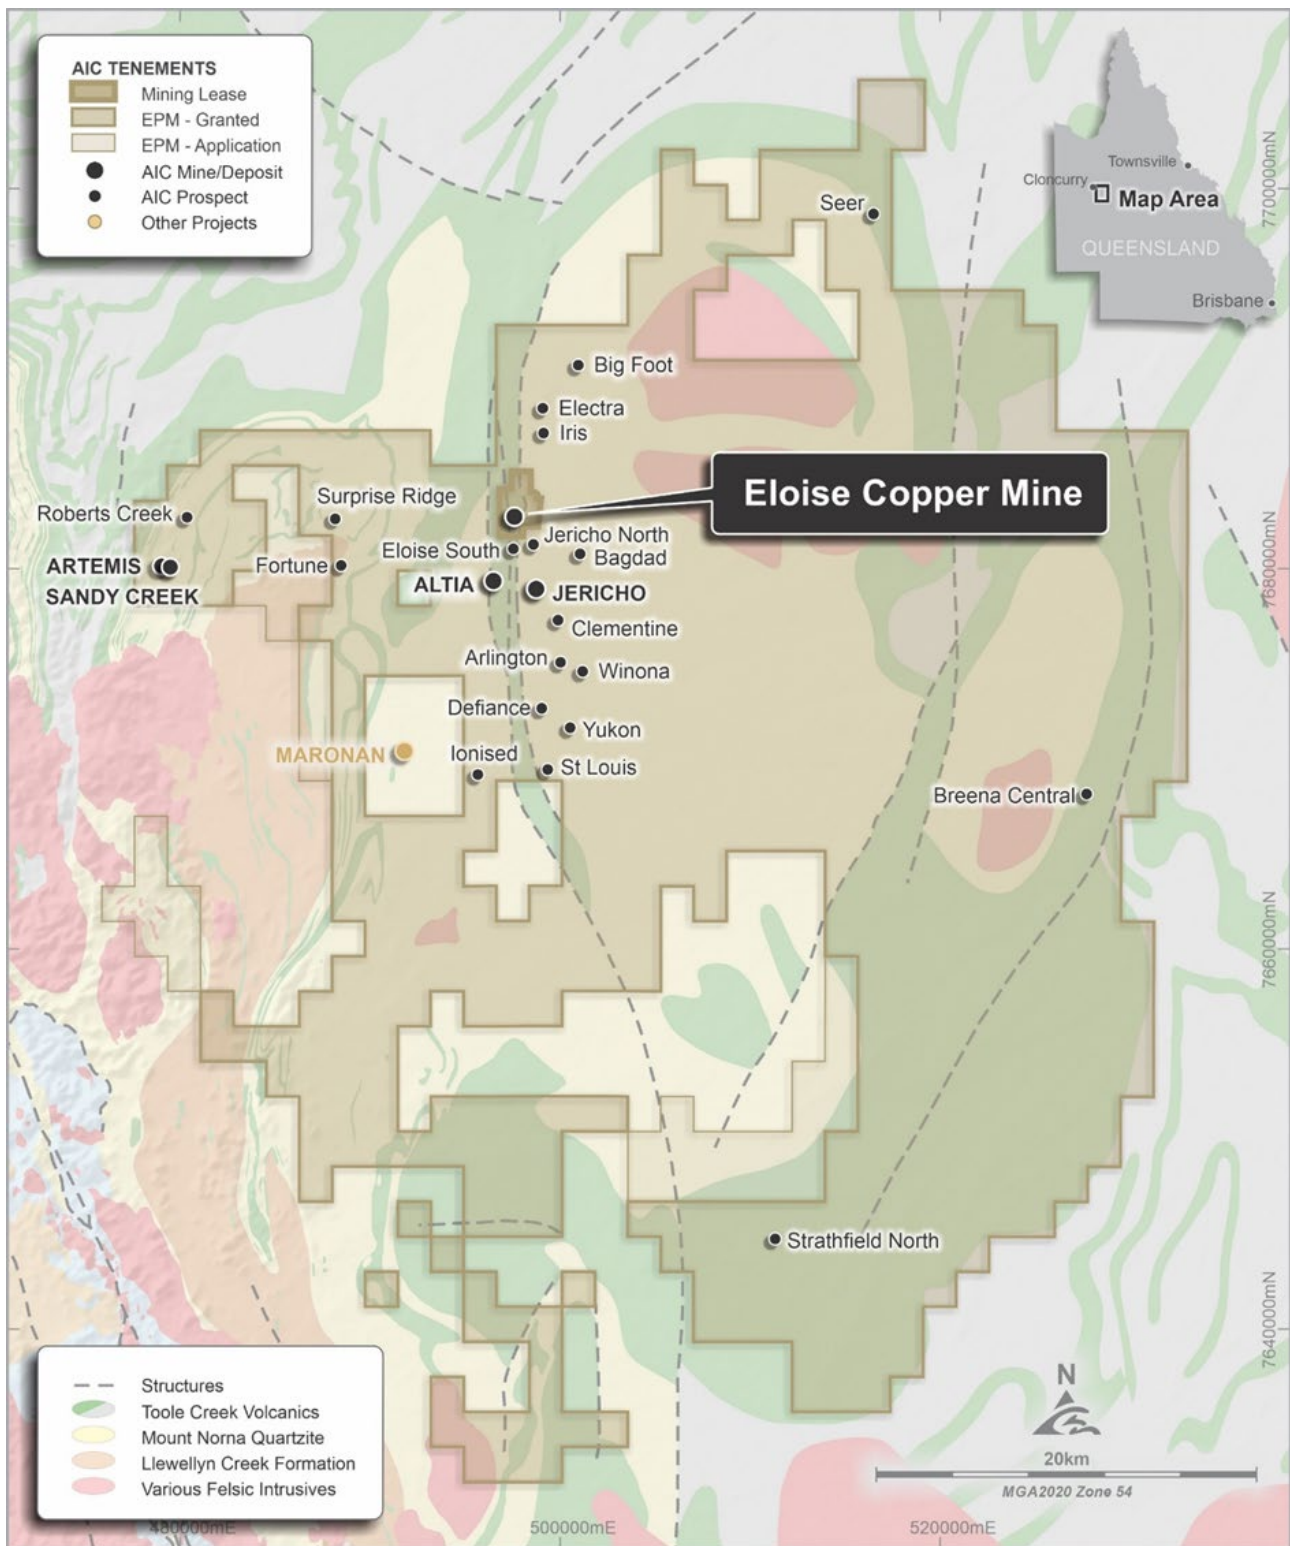 AIC TENEMENTS
Mining Lease
EPM - Granted
EPM - Application
AIC Mine/Deposit
AIC Prospect
Other Projects
Townsville
Cloncurry
Map Area
QUEENSLAND
Brisbane
7700000mN
Seer
Big Foot
Electra
Iris
Eloise Copper Mine
Surprise Ridge
Roberts Creek
Jericho North
Eloise South
Bagdad
ARTEMIS
Fortune
SANDY CREEK
ALTIA
JERICHO
7680000mN
Clementine
Arlington
Winona
Defiance
Yukon
MARONAN
Ionised
St Louis
Breena Central
7660000mN
Strathfield North
7640000mN
Structures
Toole Creek Volcanics
Mount Norna Quartzite
Llewellyn Creek Formation
Various Felsic Intrusives
N
20km
MGA2020 Zone 54
480000mE
500000mE
520000mE